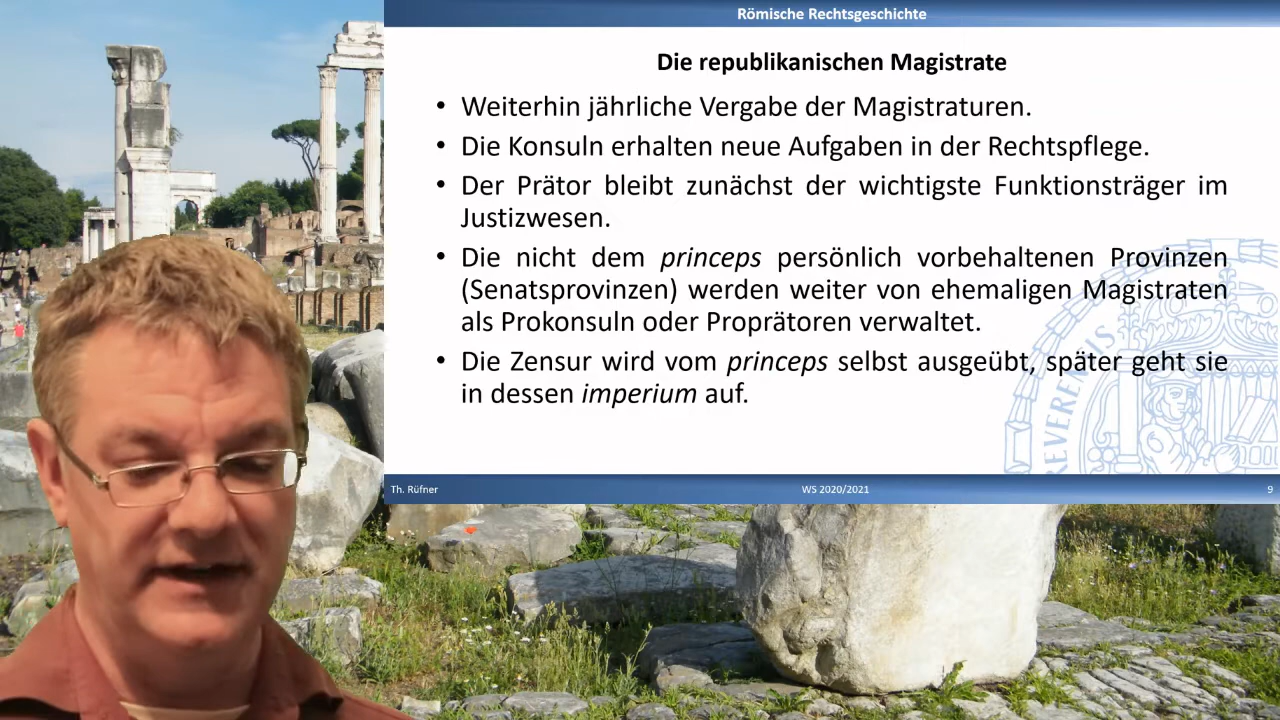 Römische Rechtsgeschichte
Die republikanischen Magistrate
• Weiterhin jährliche Vergabe der Magistraturen.
• Die Konsuln erhalten neue Aufgaben in der Rechtspflege.
• Der Prätor bleibt zunächst der wichtigste Funktionsträger im
Justizwesen.
• Die nicht dem princeps persönlich vorbehaltenen Provinzen
(Senatsprovinzen) werden weiter von ehemaligen Magistraten
als Prokonsuln oder Proprätoren verwaltet.
• Die Zensur wird vom princeps selbst ausgeübt, später geht sie
in dessen imperium auf.
REVERENSIS
Th. Rüfner
WS 2020/2021
9